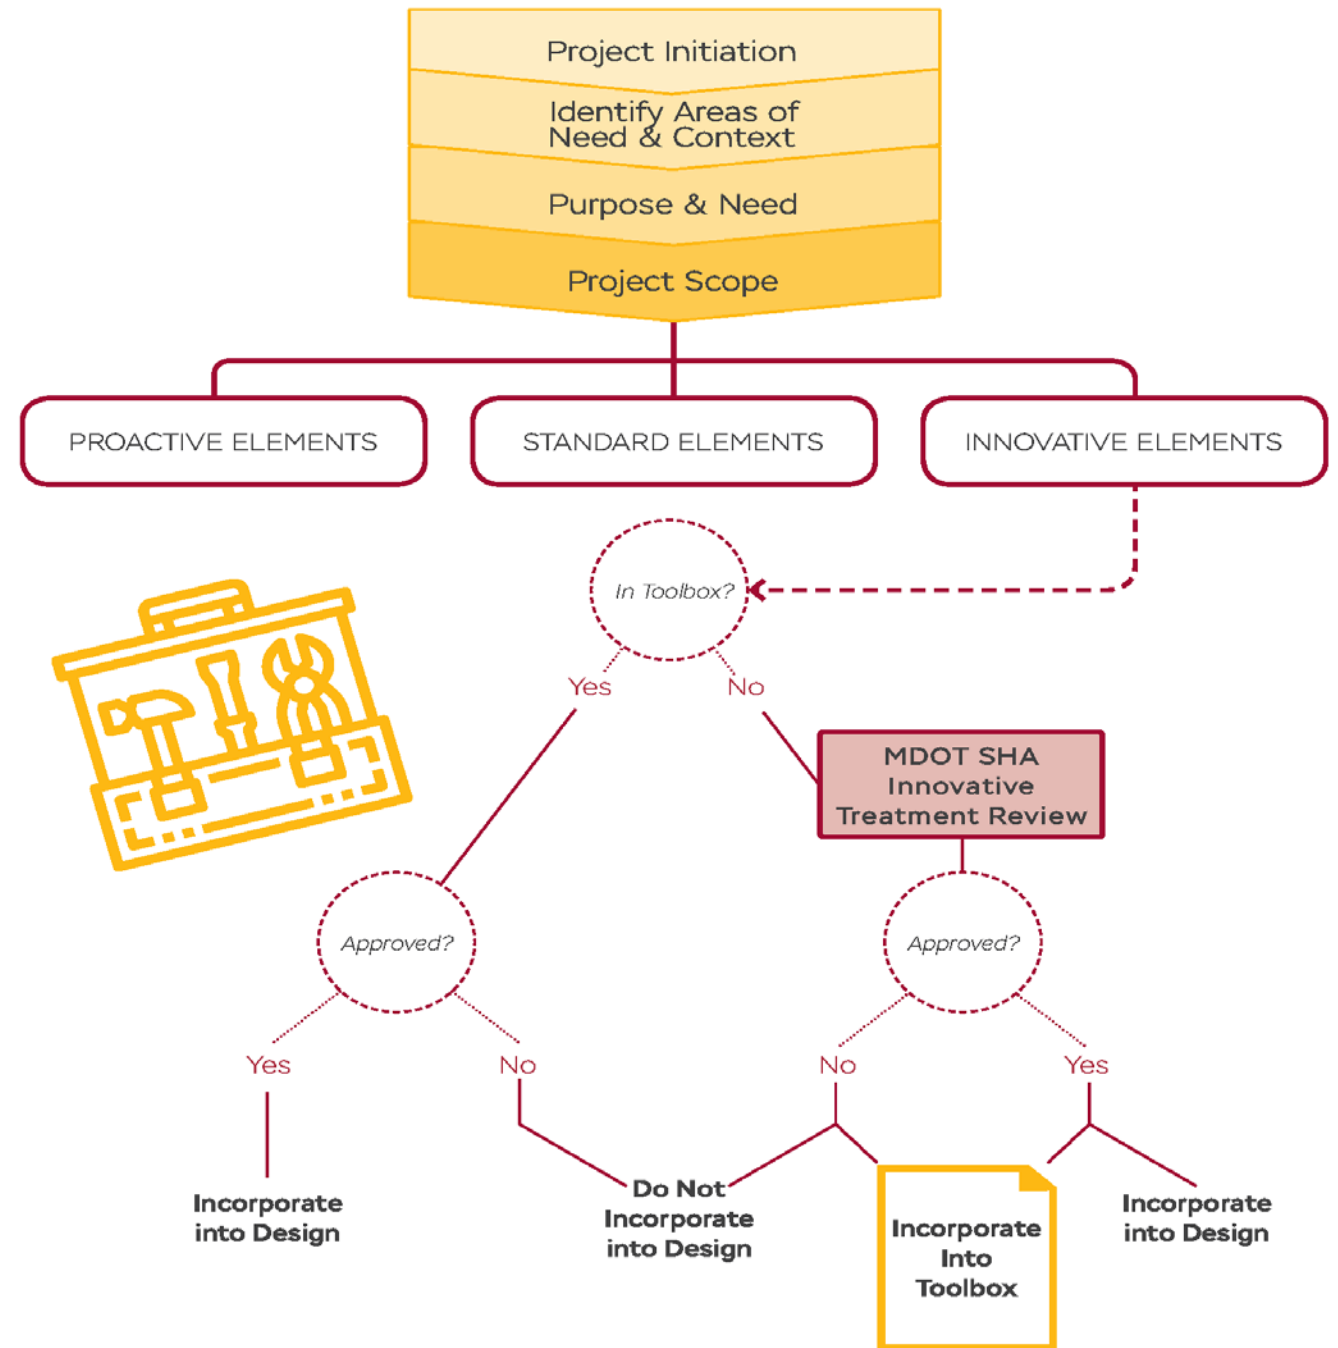 Project Initiation
Identify Areas of
Need & Context
Purpose & Need
Project Scope
PROACTIVE ELEMENTS
STANDARD ELEMENTS
INNOVATIVE ELEMENTS
In Toolbox?
Yes
No
MDOT SHA
Innovative
Treatment Review
Approved?
Approved?
Yes
No
No
Yes
Incorporate
into Design
Do Not
Incorporate
into Design
Incorporate
Into
Toolbox
Incorporate
into Design